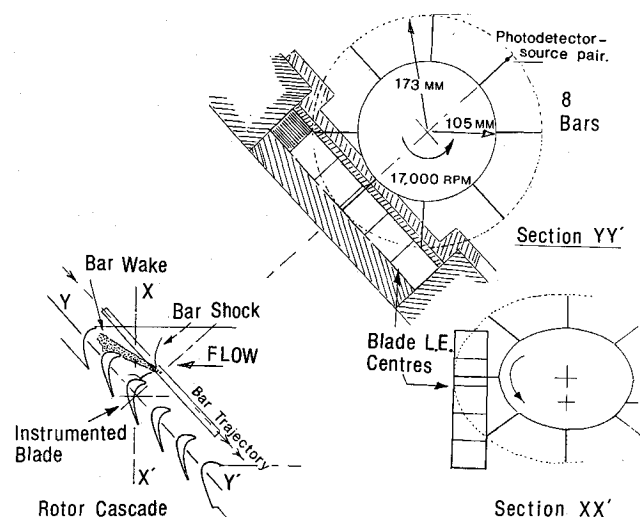 Photodetector-
source pair.
173 MM
8
Bars
105 MM
17,000 RPM
Section YY'
Bar Wake
Y
X
Bar Shock
FLOW
Blade L.E.
Centres
Bar Trajectory
Instrumented
Blade
X'
Y'
Rotor Cascade
Section XX'